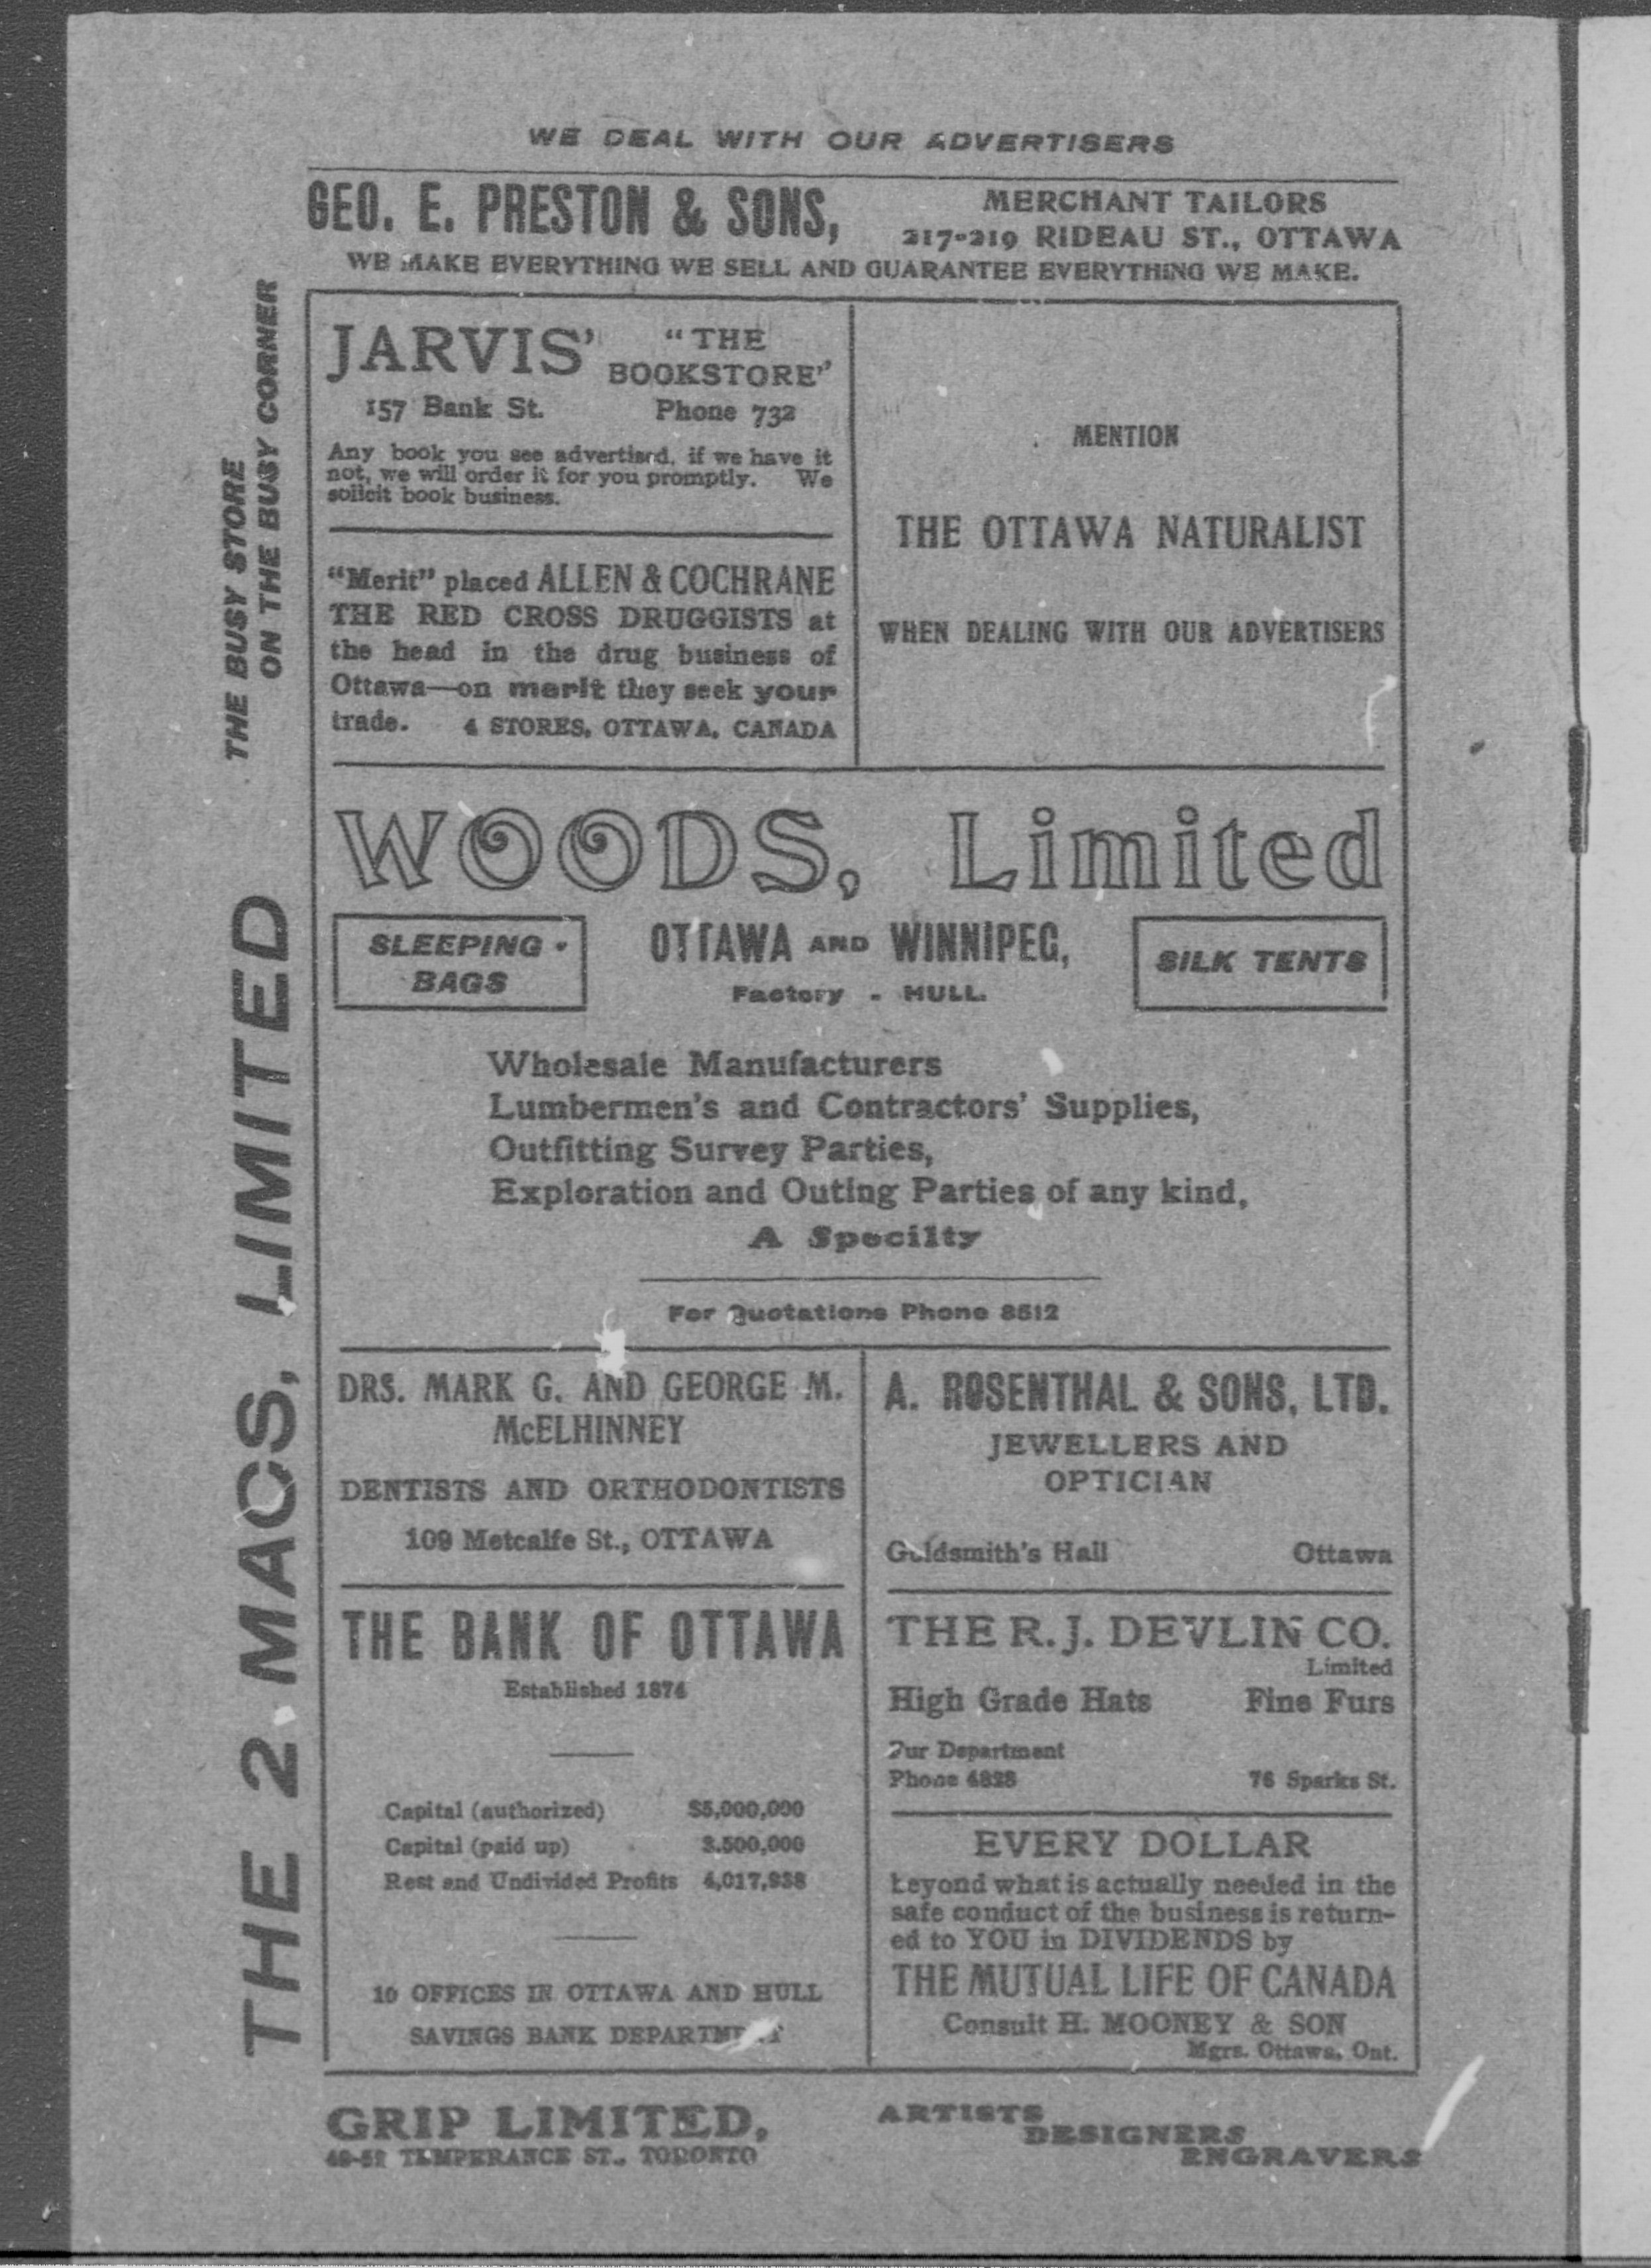 WE DEAL WITH OUR ADVERTISERS
GEO. E. PRESTON & SONS,
MERCHANT TAILORS
217-219 RIDEAU ST., OTTAWA
WE MAKE EVERYTHING WE SELL AND GUARANTEE EVERYTHING WE MAKE.
THE 2 MACS, LIMITED
THE BUSY STORE
ON THE BUSY CORNER
JARVIS' "THE
BOOKSTORE"
157 Bank St. Phone 732
Any book you see advertised, if we have it
not, we will order it for you promptly. We
solicit book business.
"Merit" placed ALLEN & COCHRANE
THE RED CROSS DRUGGISTS at
the head in the drug business of
Ottawa—on merit they seek your
trade. 4 STORES, OTTAWA, CANADA
MENTION
THE OTTAWA NATURALIST
WHEN DEALING WITH OUR ADVERTISERS
WOODS, Limited
SLEEPING
BAGS
OTTAWA AND WINNIPEG,
Factory - HULL.
SILK TENTS
Wholesale Manufacturers
Lumbermen's and Contractors' Supplies,
Outfitting Survey Parties,
Exploration and Outing Parties of any kind,
A Specilty
For Quotations Phone 8512
DRS. MARK G. AND GEORGE M.
McELHINNEY
DENTISTS AND ORTHODONTISTS
109 Metcalfe St., OTTAWA
THE BANK OF OTTAWA
Established 1874
Capital (authorized) $5,000,000
Capital (paid up) 3.500,000
Rest and Undivided Profits 4,017,938
10 OFFICES IN OTTAWA AND HULL
SAVINGS BANK DEPARTMENT
A. ROSENTHAL & SONS, LTD.
JEWELLERS AND
OPTICIAN
Goldsmith's Hall Ottawa
THE R. J. DEVLIN CO.
Limited
High Grade Hats Fine Furs
Fur Department
Phone 4828 76 Sparks St.
EVERY DOLLAR
beyond what is actually needed in the
safe conduct of the business is return-
ed to YOU in DIVIDENDS by
THE MUTUAL LIFE OF CANADA
Consult H. MOONEY & SON
Mgrs. Ottawa, Ont.
GRIP LIMITED,
TEMPERANCE ST., TORONTO
ARTISTS
DESIGNERS
ENGRAVERS